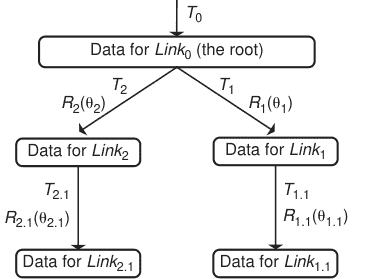 T₀
Data for Link₀ (the root)
T₂ T₁
R₂(θ₂) R₁(θ₁)
Data for Link₂ Data for Link₁
T₂.₁ T₁.₁
R₂.₁(θ₂.₁) R₁.₁(θ₁.₁)
Data for Link₂.₁ Data for Link₁.₁